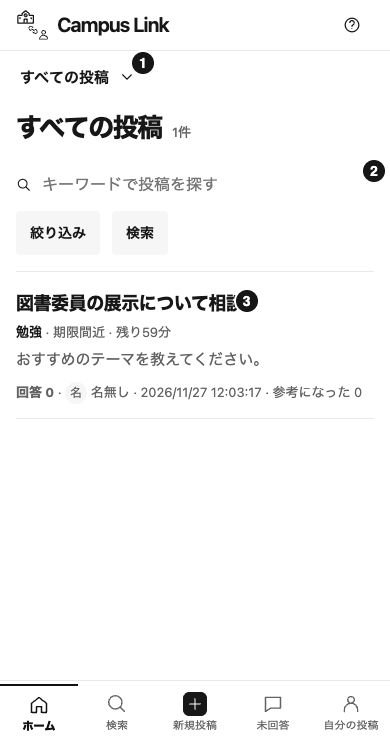 Campus Link
すべての投稿
1
すべての投稿 1件
2
キーワードで投稿を探す
絞り込み 検索
図書委員の展示について相談
3
勉強 · 期限間近 · 残り59分
おすすめのテーマを教えてください。
回答 0 · 名 名無し · 2026/11/27 12:03:17 · 参考になった 0
ホーム 検索 新規投稿 未回答 自分の投稿